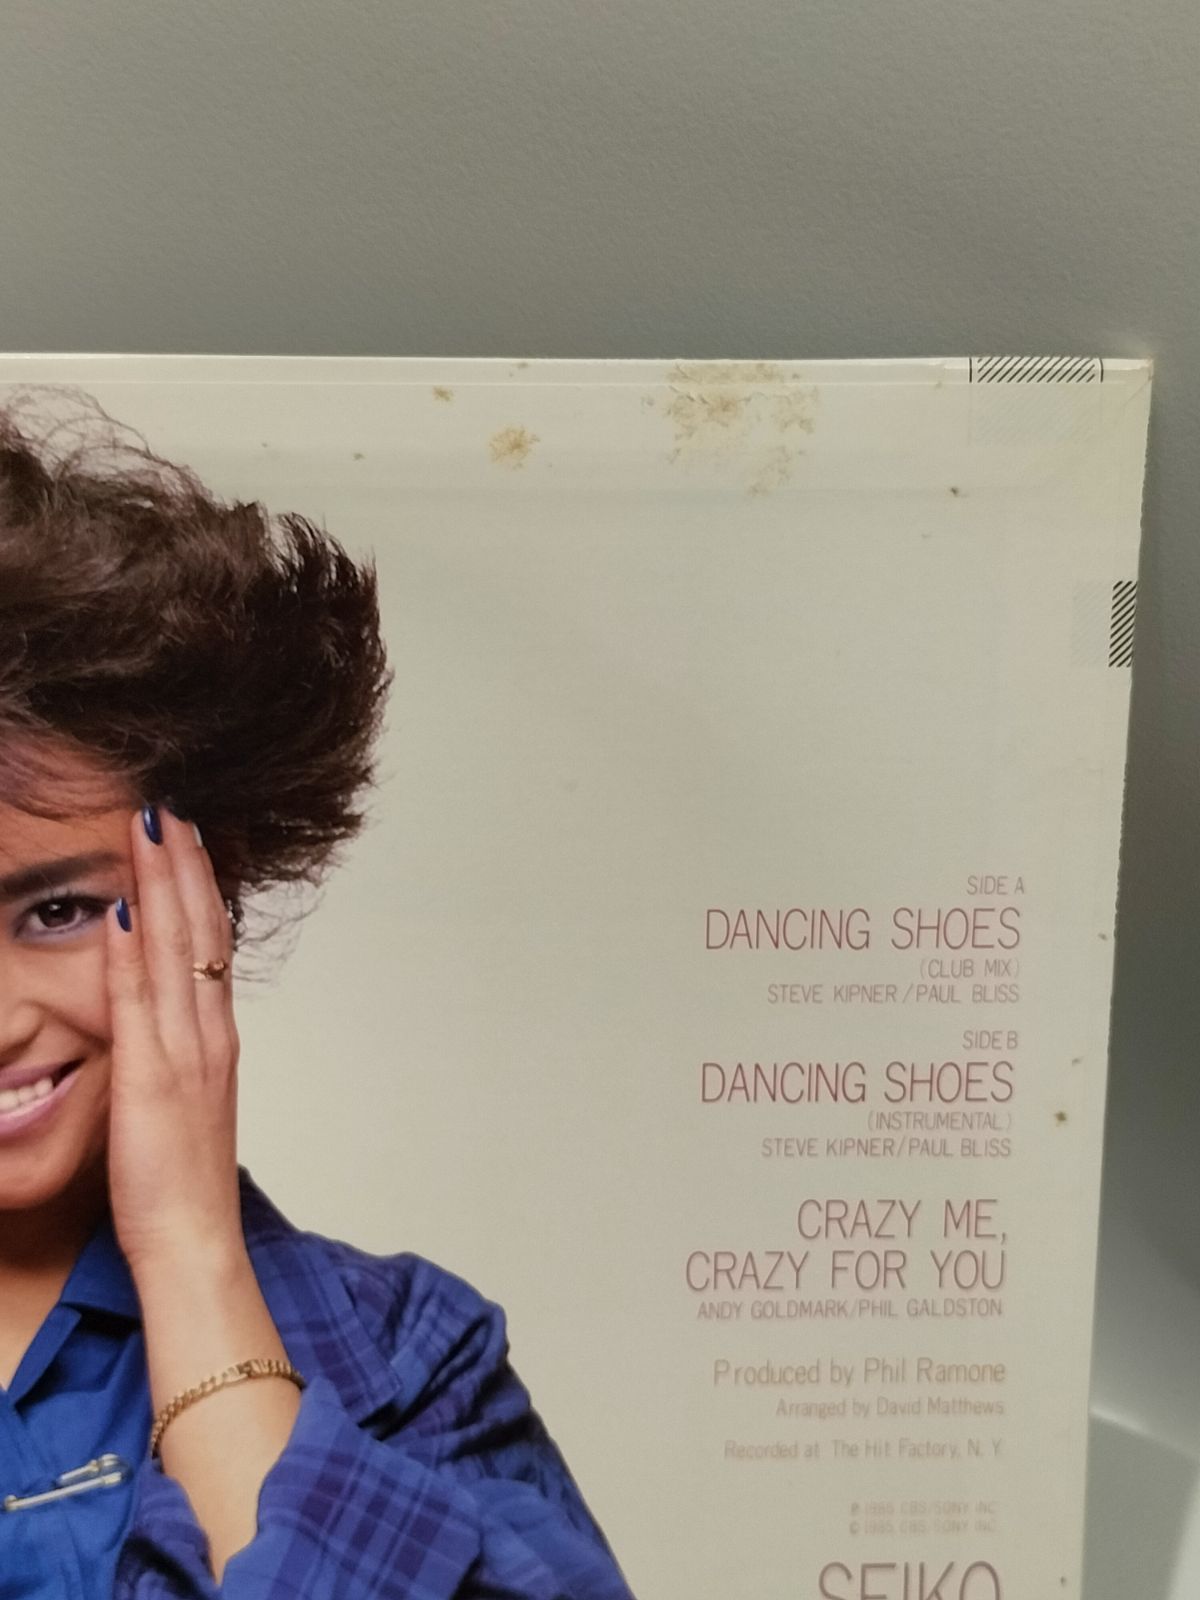 SIDE A
DANCING SHOES
(CLUB MIX)
STEVE KIPNER/PAUL BLISS
SIDE B
DANCING SHOES
(INSTRUMENTAL)
STEVE KIPNER/PAUL BLISS
CRAZY ME,
CRAZY FOR YOU
ANDY GOLDMARK/PHIL GALDSTON
Produced by Phil Ramone
Arranged by David Matthews
Recorded at The Hit Factory, N. Y.
℗ 1985 CBS/SONY INC
© 1985 CBS/SONY INC
SEIKO